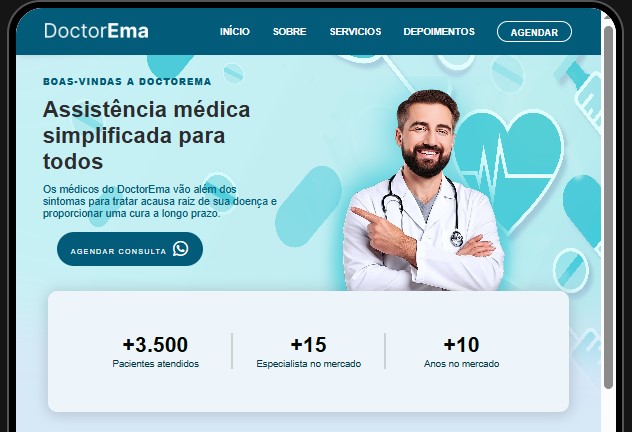 DoctorEma
INÍCIO SOBRE SERVICIOS DEPOIMENTOS AGENDAR
BOAS-VINDAS A DOCTOREMA
Assistência médica
simplificada para
todos
Os médicos do DoctorEma vão além dos
sintomas para tratar acausa raiz de sua doença e
proporcionar uma cura a longo prazo.
AGENDAR CONSULTA
+3.500 +15 +10
Pacientes atendidos Especialista no mercado Anos no mercado